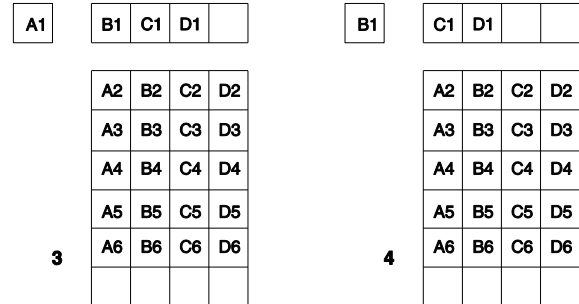 A1 B1 C1 D1 B1 C1 D1
A2 B2 C2 D2 A2 B2 C2 D2
A3 B3 C3 D3 A3 B3 C3 D3
A4 B4 C4 D4 A4 B4 C4 D4
A5 B5 C5 D5 A5 B5 C5 D5
3 A6 B6 C6 D6 4 A6 B6 C6 D6